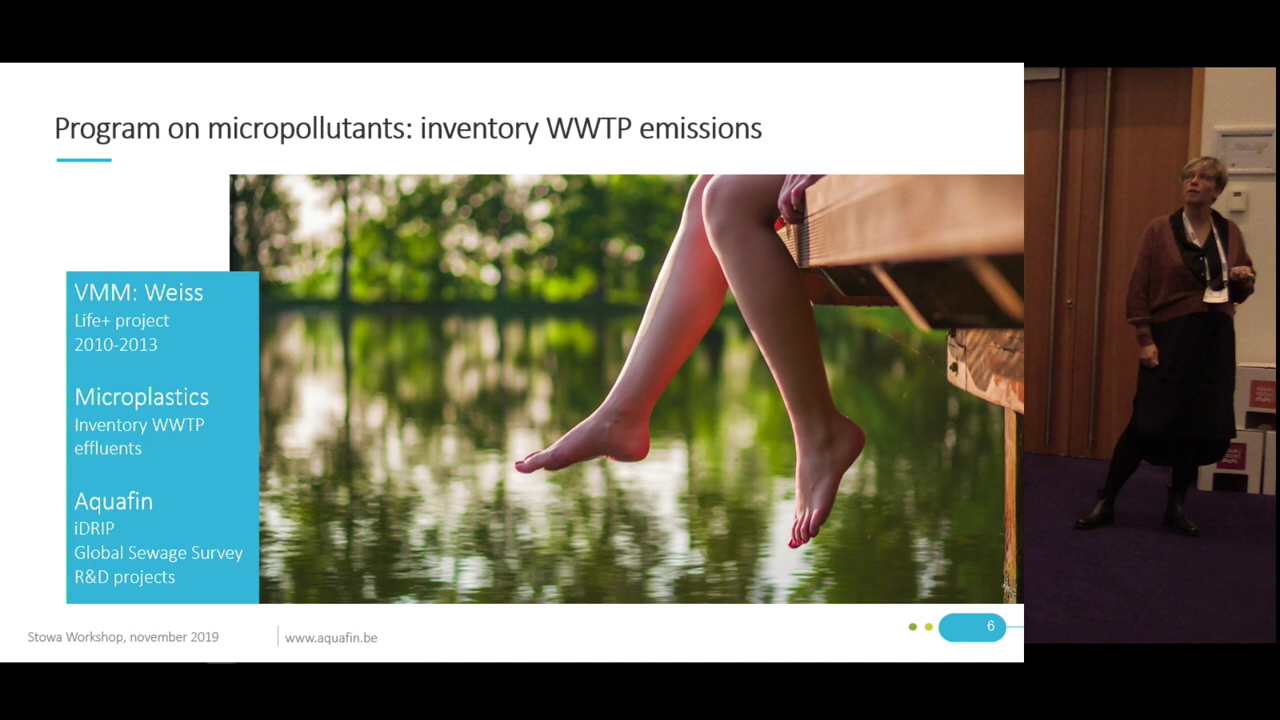 Program on micropollutants: inventory WWTP emissions
VMM: Weiss
Life+ project
2010-2013
Microplastics
Inventory WWTP
effluents
Aquafin
iDRIP
Global Sewage Survey
R&D projects
Stowa Workshop, november 2019
www.aquafin.be
6